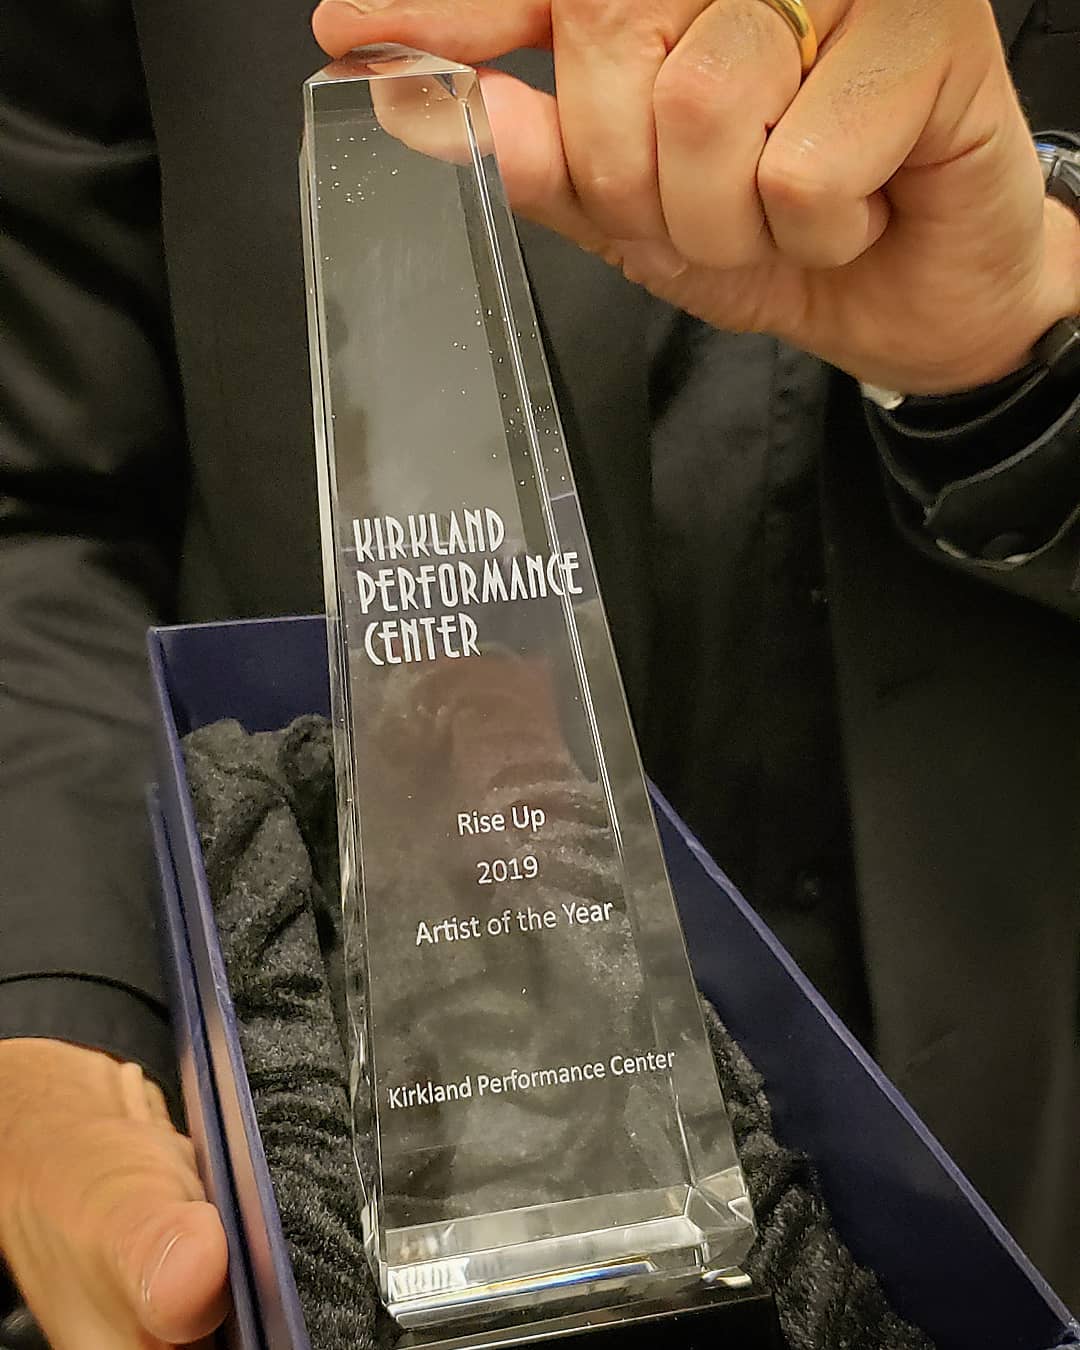 KIRKLAND
PERFORMANCE
CENTER
Rise Up
2019
Artist of the Year
Kirkland Performance Center